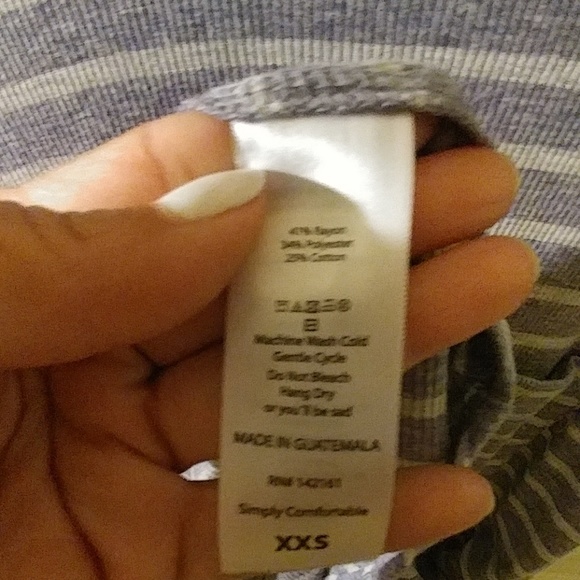 41% Rayon
34% Polyester
25% Cotton
Machine Wash Cold
Gentle Cycle
Do Not Bleach
Hang Dry
or you'll be sad
MADE IN GUATEMALA
RN# 142161
Simply Comfortable
XXS